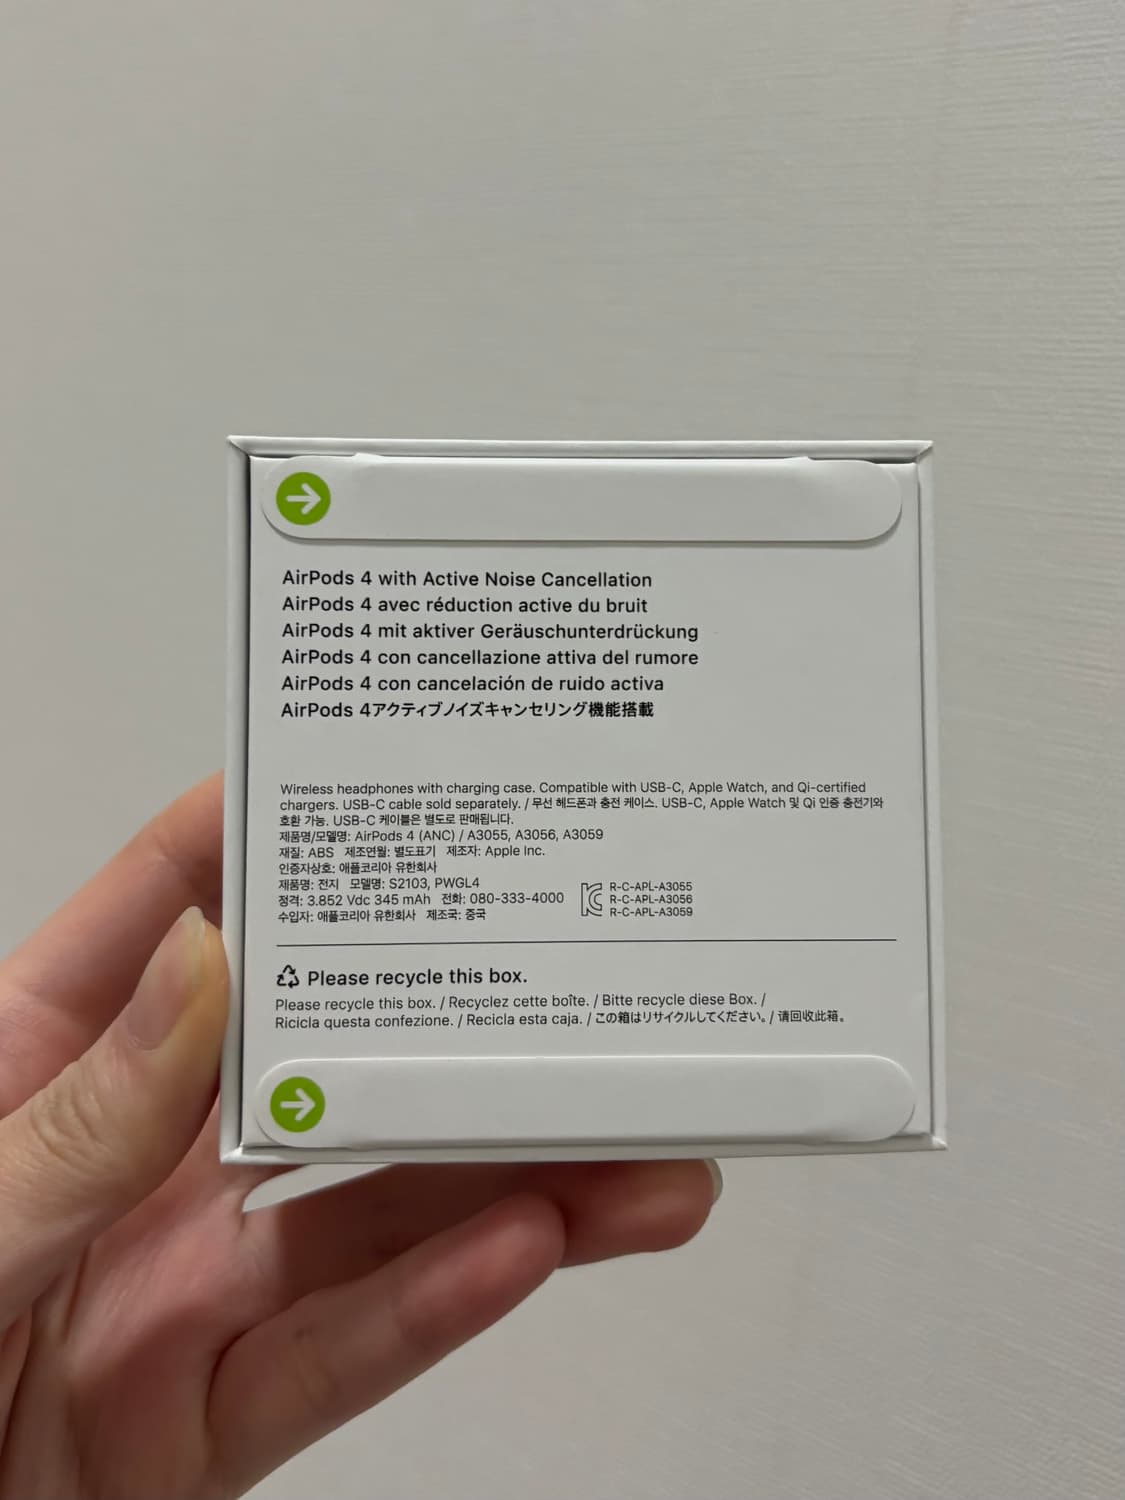 AirPods 4 with Active Noise Cancellation
AirPods 4 avec réduction active du bruit
AirPods 4 mit aktiver Geräuschunterdrückung
AirPods 4 con cancellazione attiva del rumore
AirPods 4 con cancelación de ruido activa
AirPods 4アクティブノイズキャンセリング機能搭載
Wireless headphones with charging case. Compatible with USB-C, Apple Watch, and Qi-certified
chargers. USB-C cable sold separately. / 무선 헤드폰과 충전 케이스. USB-C, Apple Watch 및 Qi 인증 충전기와
호환 가능. USB-C 케이블은 별도로 판매됩니다.
제품명/모델명: AirPods 4 (ANC) / A3055, A3056, A3059
재질: ABS 제조연월: 별도표기 제조자: Apple Inc.
인증자상호: 애플코리아 유한회사
제품명: 전지 모델명: S2103, PWGL4
정격: 3.852 Vdc 345 mAh 전화: 080-333-4000
수입자: 애플코리아 유한회사 제조국: 중국
R-C-APL-A3055
R-C-APL-A3056
R-C-APL-A3059
Please recycle this box.
Please recycle this box. / Recyclez cette boîte. / Bitte recycle diese Box. /
Ricicla questa confezione. / Recicla esta caja. / この箱はリサイクルしてください。/ 请回收此箱。